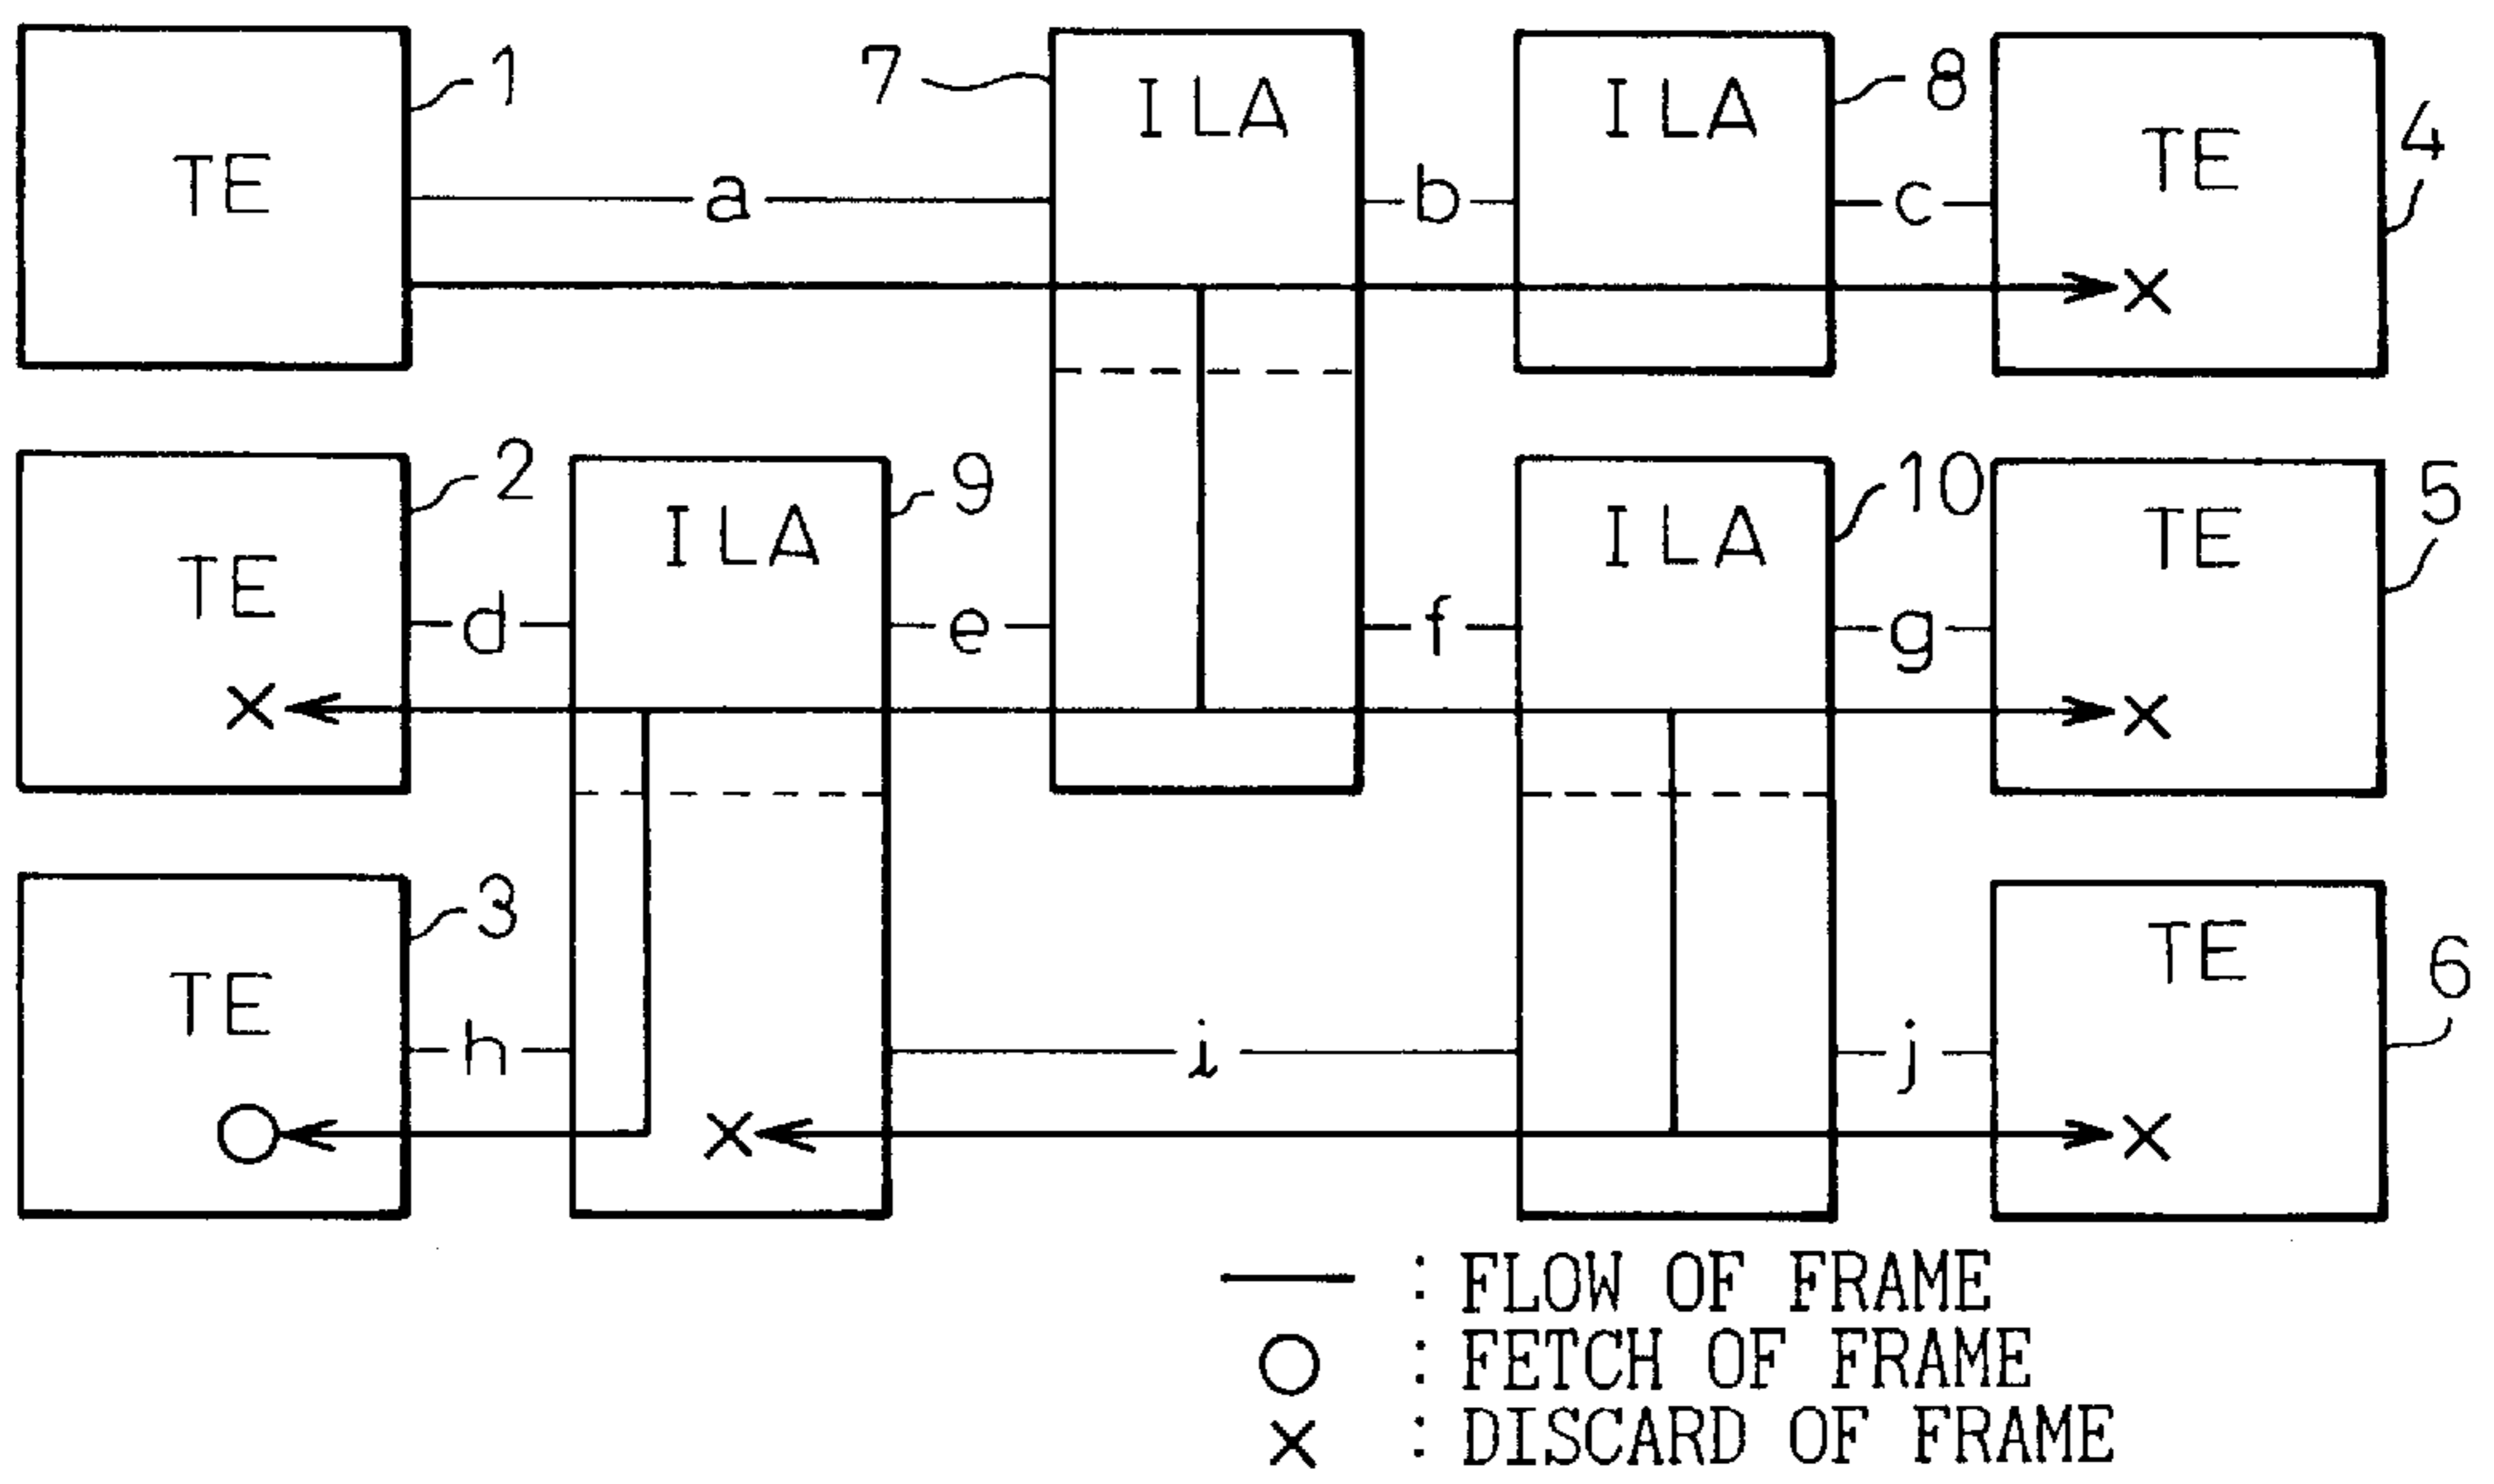 1
7
8
4
TE
ILA
ILA
TE
a
b
c
2
9
10
5
TE
ILA
ILA
TE
d
e
f
g
3
6
TE
TE
h
i
j
: FLOW OF FRAME
: FETCH OF FRAME
: DISCARD OF FRAME